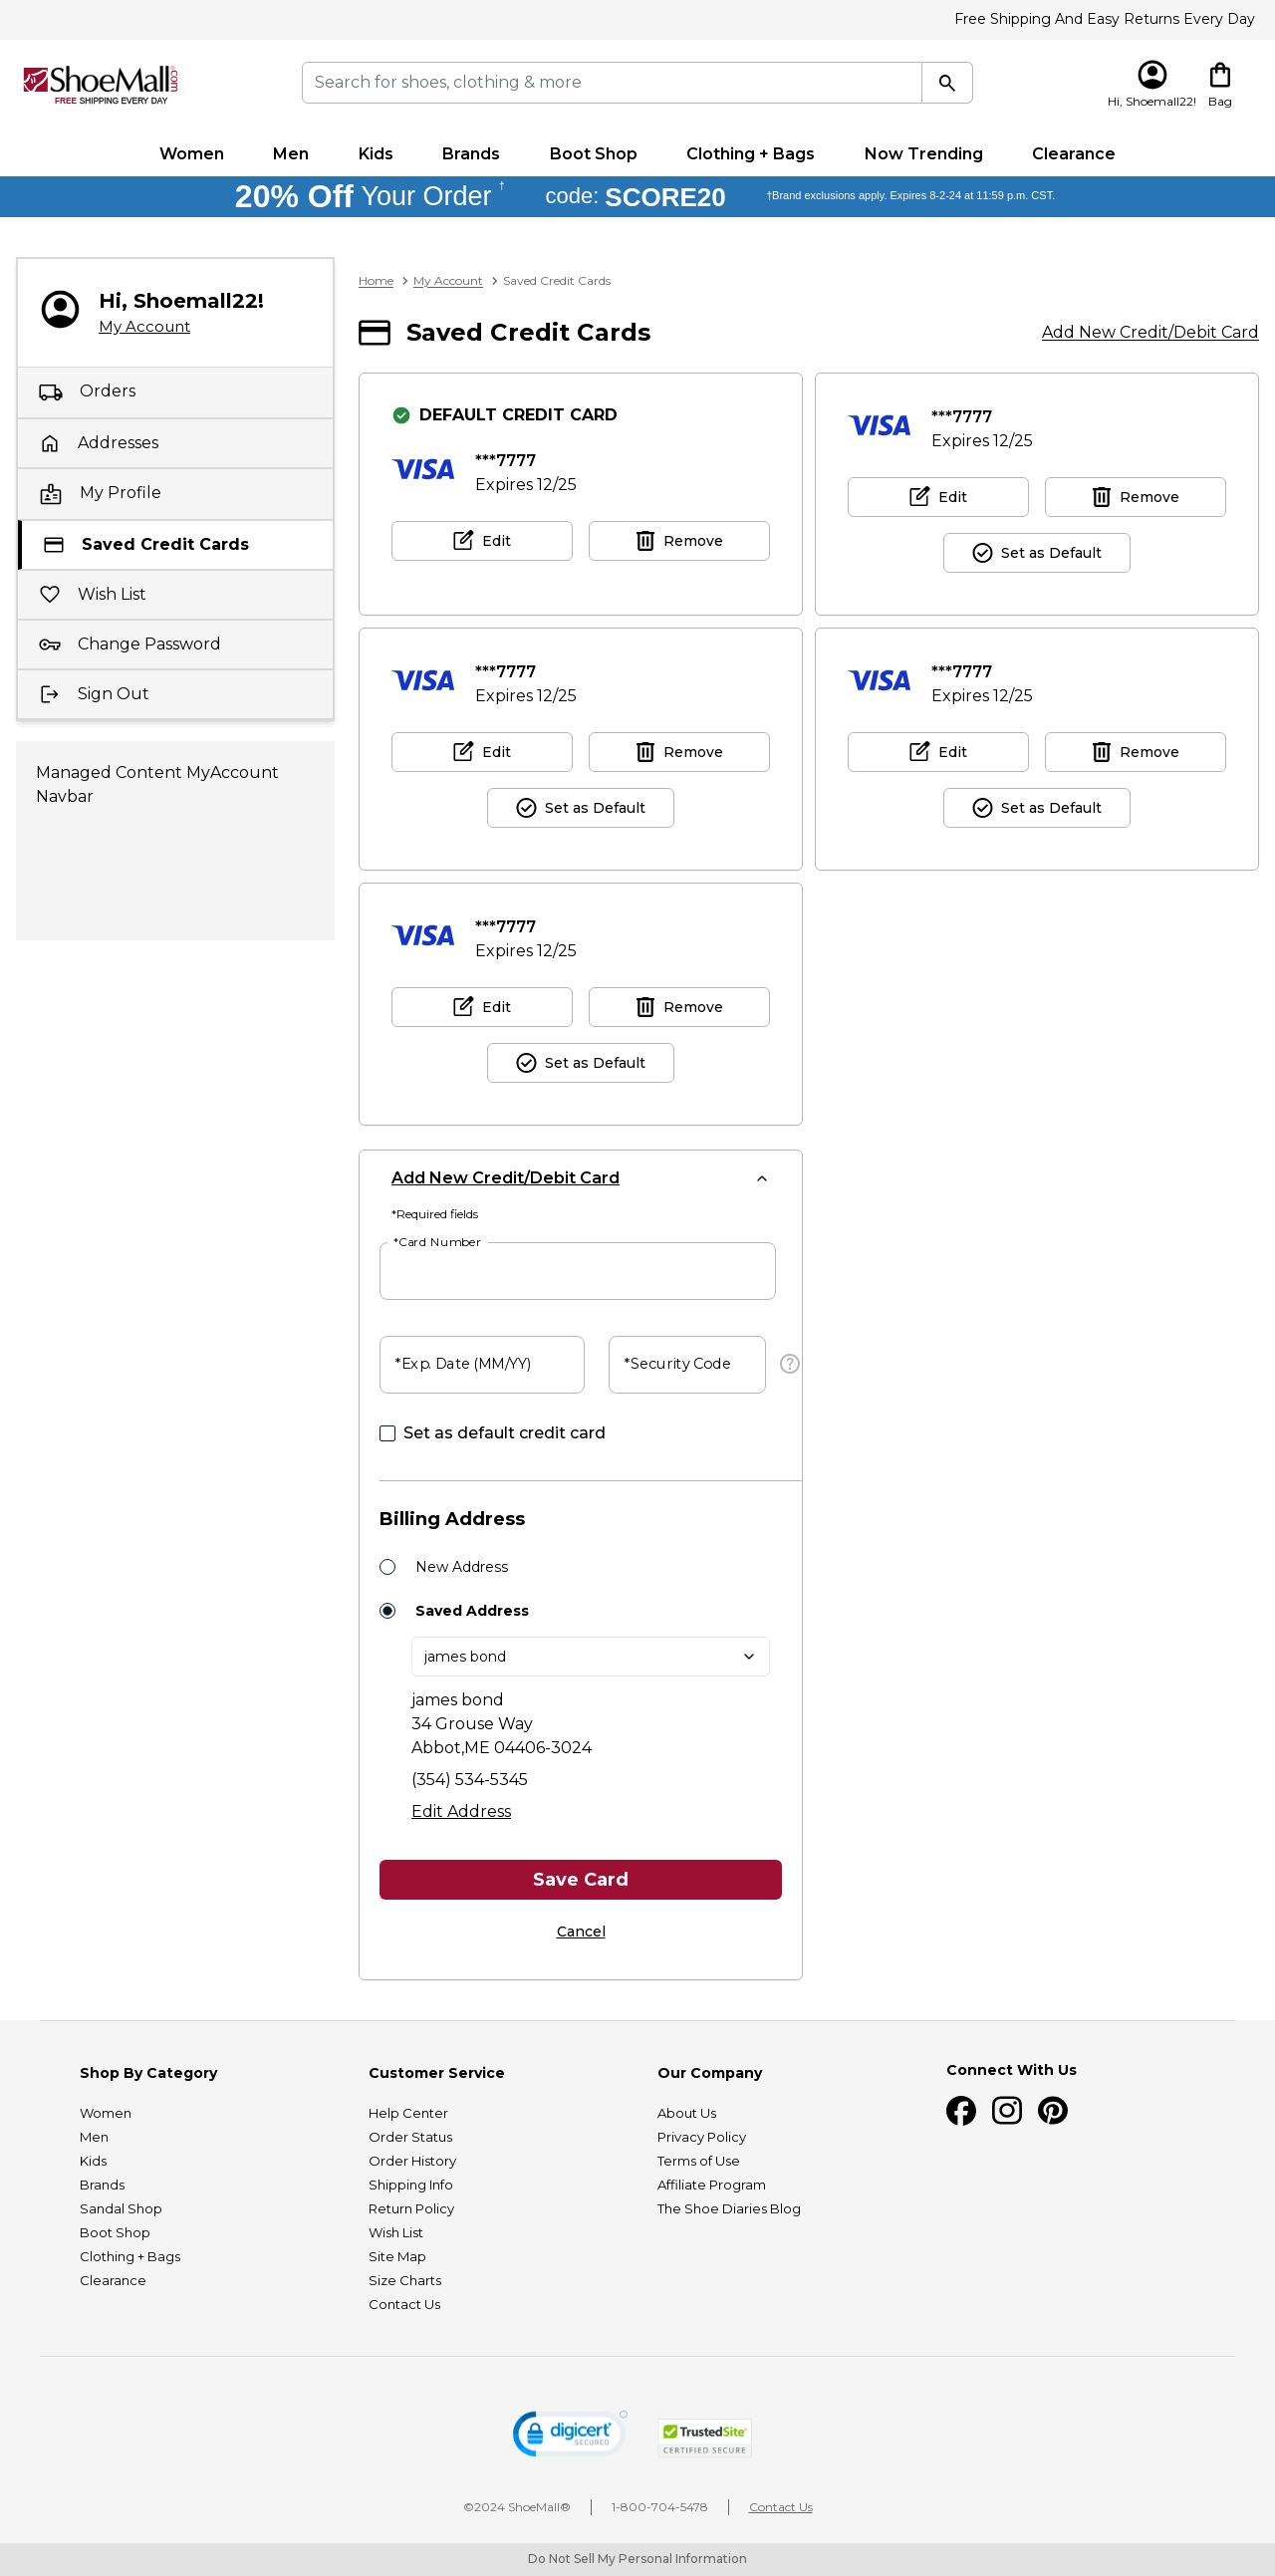 Free Shipping And Easy Returns Every Day
ShoeMall.com
FREE SHIPPING EVERY DAY
Search for shoes, clothing & more
Hi, Shoemall22!
Bag
Women Men Kids Brands Boot Shop Clothing + Bags Now Trending Clearance
20% Off Your Order † code: SCORE20 †Brand exclusions apply. Expires 8-2-24 at 11:59 p.m. CST.
Hi, Shoemall22!
My Account
Orders
Addresses
My Profile
Saved Credit Cards
Wish List
Change Password
Sign Out
Managed Content MyAccount
Navbar
Home > My Account > Saved Credit Cards
Saved Credit Cards
Add New Credit/Debit Card
DEFAULT CREDIT CARD
VISA
***7777
Expires 12/25
Edit
Remove
VISA
***7777
Expires 12/25
Edit
Remove
Set as Default
VISA
***7777
Expires 12/25
Edit
Remove
Set as Default
VISA
***7777
Expires 12/25
Edit
Remove
Set as Default
VISA
***7777
Expires 12/25
Edit
Remove
Set as Default
Add New Credit/Debit Card
*Required fields
*Card Number
*Exp. Date (MM/YY)
*Security Code
?
Set as default credit card
Billing Address
New Address
Saved Address
james bond
james bond
34 Grouse Way
Abbot,ME 04406-3024
(354) 534-5345
Edit Address
Save Card
Cancel
Shop By Category
Women
Men
Kids
Brands
Sandal Shop
Boot Shop
Clothing + Bags
Clearance
Customer Service
Help Center
Order Status
Order History
Shipping Info
Return Policy
Wish List
Site Map
Size Charts
Contact Us
Our Company
About Us
Privacy Policy
Terms of Use
Affiliate Program
The Shoe Diaries Blog
Connect With Us
digicert
SECURED
TrustedSite
CERTIFIED SECURE
©2024 ShoeMall®
1-800-704-5478
Contact Us
Do Not Sell My Personal Information